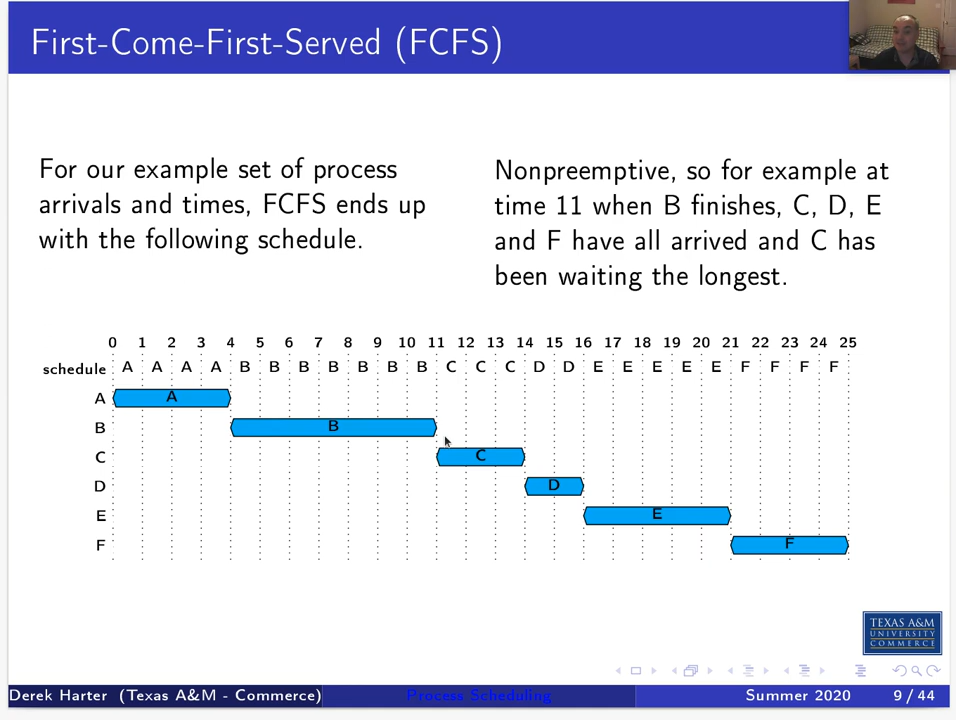 First-Come-First-Served (FCFS)
For our example set of process
arrivals and times, FCFS ends up
with the following schedule.
Nonpreemptive, so for example at
time 11 when B finishes, C, D, E
and F have all arrived and C has
been waiting the longest.
0 1 2 3 4 5 6 7 8 9 10 11 12 13 14 15 16 17 18 19 20 21 22 23 24 25
schedule A A A A B B B B B B B C C C D D E E E E E F F F F
A A
B B
C C
D D
E E
F F
TEXAS A&M
UNIVERSITY
COMMERCE
Derek Harter (Texas A&M - Commerce) Process Scheduling Summer 2020 9 / 44